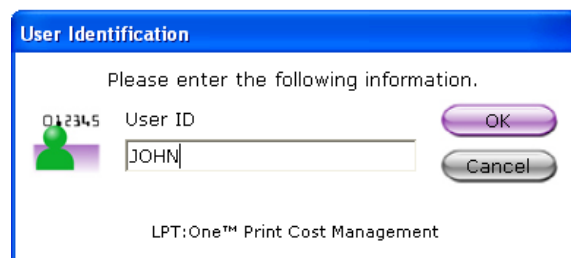 User Identification
Please enter the following information.
012345
User ID
OK
JOHN
Cancel
LPT:One™ Print Cost Management